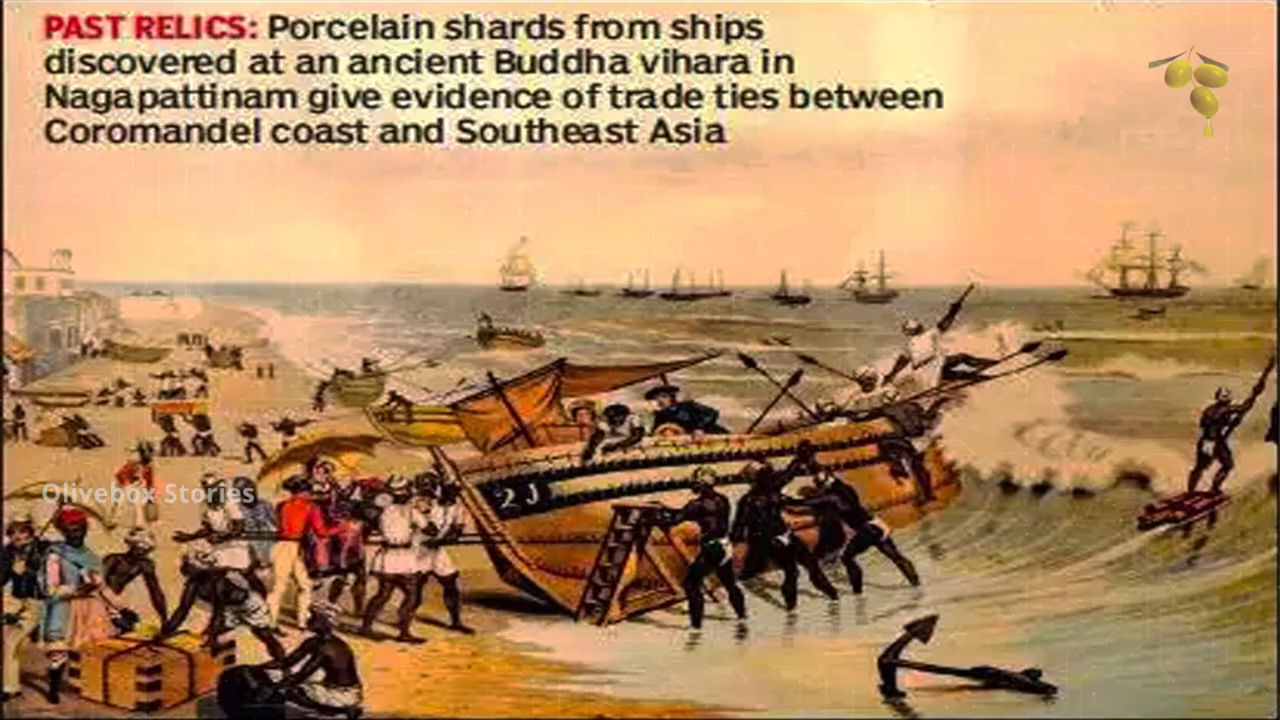 PAST RELICS: Porcelain shards from ships
discovered at an ancient Buddha vihara in
Nagapattinam give evidence of trade ties between
Coromandel coast and Southeast Asia
Olivebox Stories